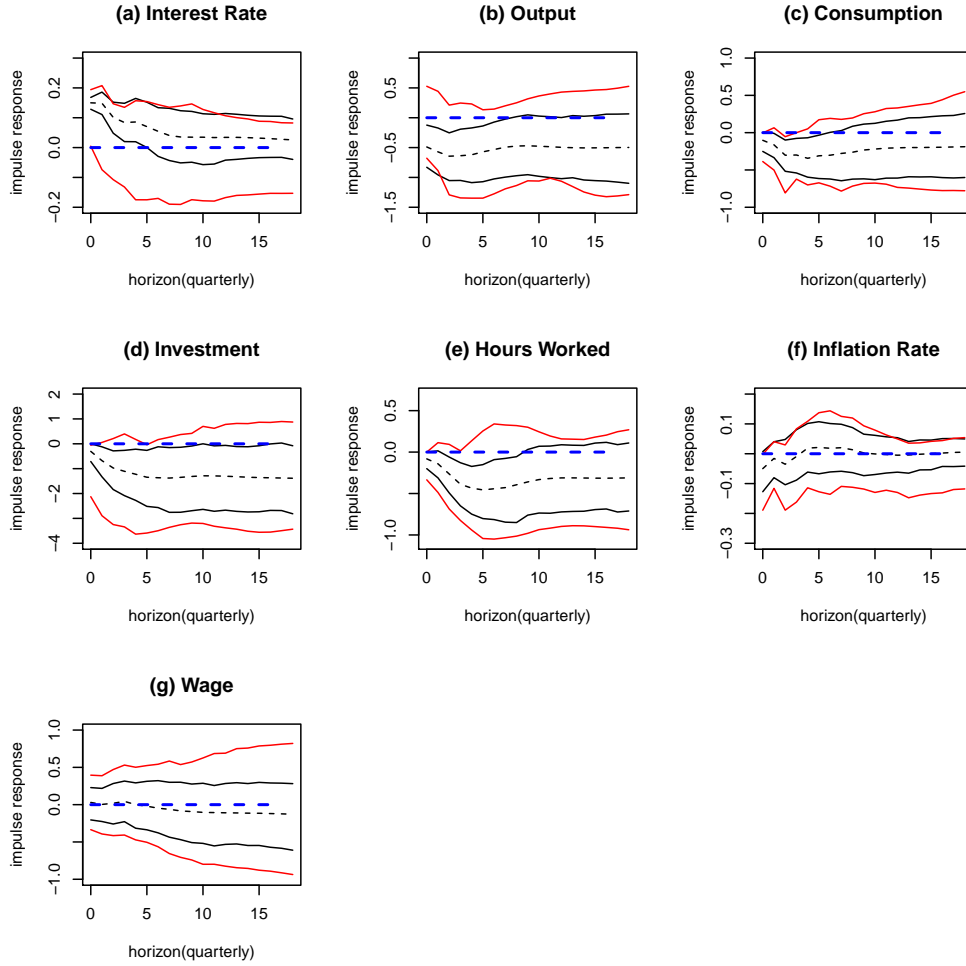 (a) Interest Rate
impulse response
0.2
0.0
−0.2
0 5 10 15
horizon(quarterly)
(b) Output
impulse response
0.5
−0.5
−1.5
0 5 10 15
horizon(quarterly)
(c) Consumption
impulse response
1.0
0.0
−1.0
0 5 10 15
horizon(quarterly)
(d) Investment
impulse response
2
1
0
−2
−4
0 5 10 15
horizon(quarterly)
(e) Hours Worked
impulse response
0.5
0.0
−1.0
0 5 10 15
horizon(quarterly)
(f) Inflation Rate
impulse response
0.1
−0.1
−0.3
0 5 10 15
horizon(quarterly)
(g) Wage
impulse response
1.0
0.0
−1.0
0 5 10 15
horizon(quarterly)